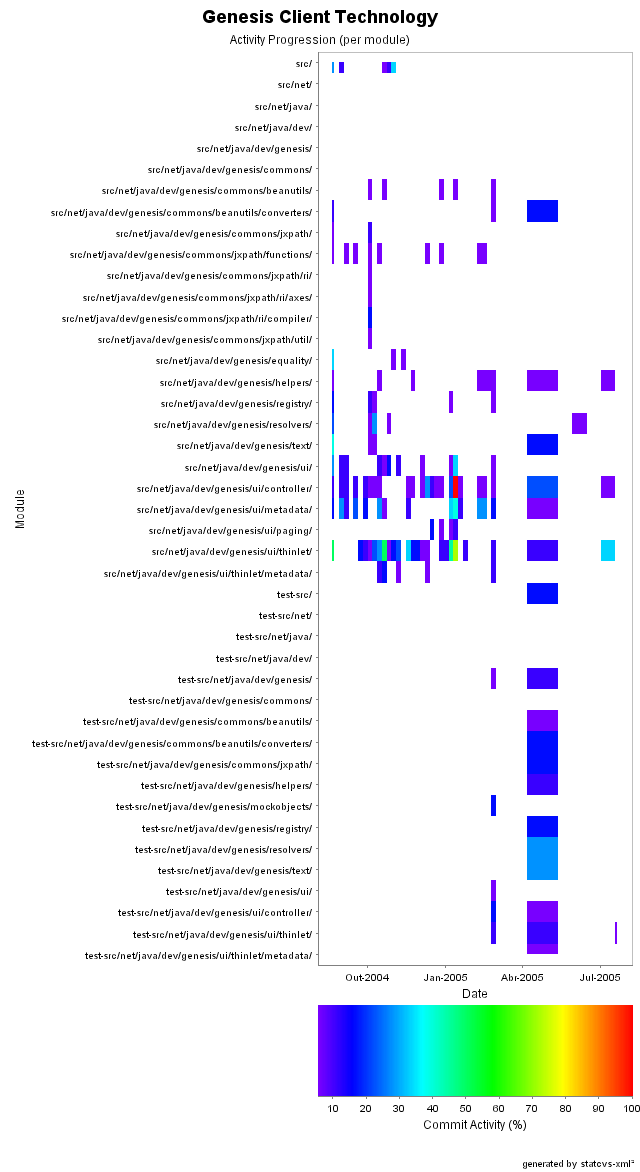 Genesis Client Technology
Activity Progression (per module)
src/
src/net/
src/net/java/
src/net/java/dev/
src/net/java/dev/genesis/
src/net/java/dev/genesis/commons/
src/net/java/dev/genesis/commons/beanutils/
src/net/java/dev/genesis/commons/beanutils/converters/
src/net/java/dev/genesis/commons/jxpath/
src/net/java/dev/genesis/commons/jxpath/functions/
src/net/java/dev/genesis/commons/jxpath/ri/
src/net/java/dev/genesis/commons/jxpath/ri/axes/
src/net/java/dev/genesis/commons/jxpath/ri/compiler/
src/net/java/dev/genesis/commons/jxpath/util/
src/net/java/dev/genesis/equality/
src/net/java/dev/genesis/helpers/
src/net/java/dev/genesis/registry/
src/net/java/dev/genesis/resolvers/
src/net/java/dev/genesis/text/
src/net/java/dev/genesis/ui/
src/net/java/dev/genesis/ui/controller/
src/net/java/dev/genesis/ui/metadata/
src/net/java/dev/genesis/ui/paging/
src/net/java/dev/genesis/ui/thinlet/
src/net/java/dev/genesis/ui/thinlet/metadata/
test-src/
test-src/net/
test-src/net/java/
test-src/net/java/dev/
test-src/net/java/dev/genesis/
test-src/net/java/dev/genesis/commons/
test-src/net/java/dev/genesis/commons/beanutils/
test-src/net/java/dev/genesis/commons/beanutils/converters/
test-src/net/java/dev/genesis/commons/jxpath/
test-src/net/java/dev/genesis/helpers/
test-src/net/java/dev/genesis/mockobjects/
test-src/net/java/dev/genesis/registry/
test-src/net/java/dev/genesis/resolvers/
test-src/net/java/dev/genesis/text/
test-src/net/java/dev/genesis/ui/
test-src/net/java/dev/genesis/ui/controller/
test-src/net/java/dev/genesis/ui/thinlet/
test-src/net/java/dev/genesis/ui/thinlet/metadata/
Module
Out-2004 Jan-2005 Abr-2005 Jul-2005
Date
10 20 30 40 50 60 70 80 90 100
Commit Activity (%)
generated by statcvs-xml²